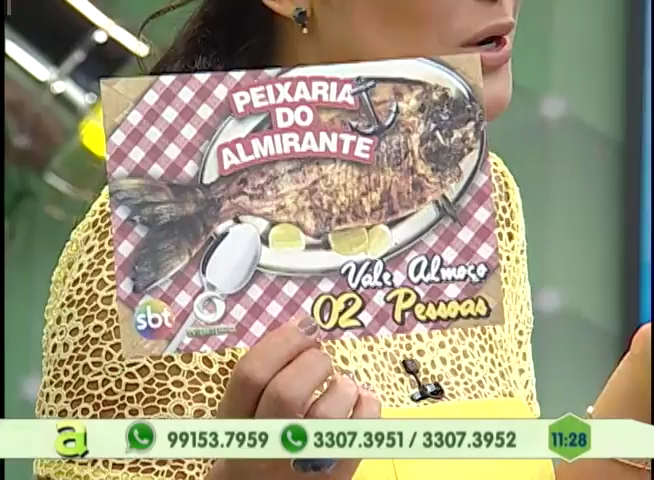 PEIXARIA
DO
ALMIRANTE
Vale Almoço
02 Pessoas
sbt
a 99153.7959 3307.3951 / 3307.3952 11:28